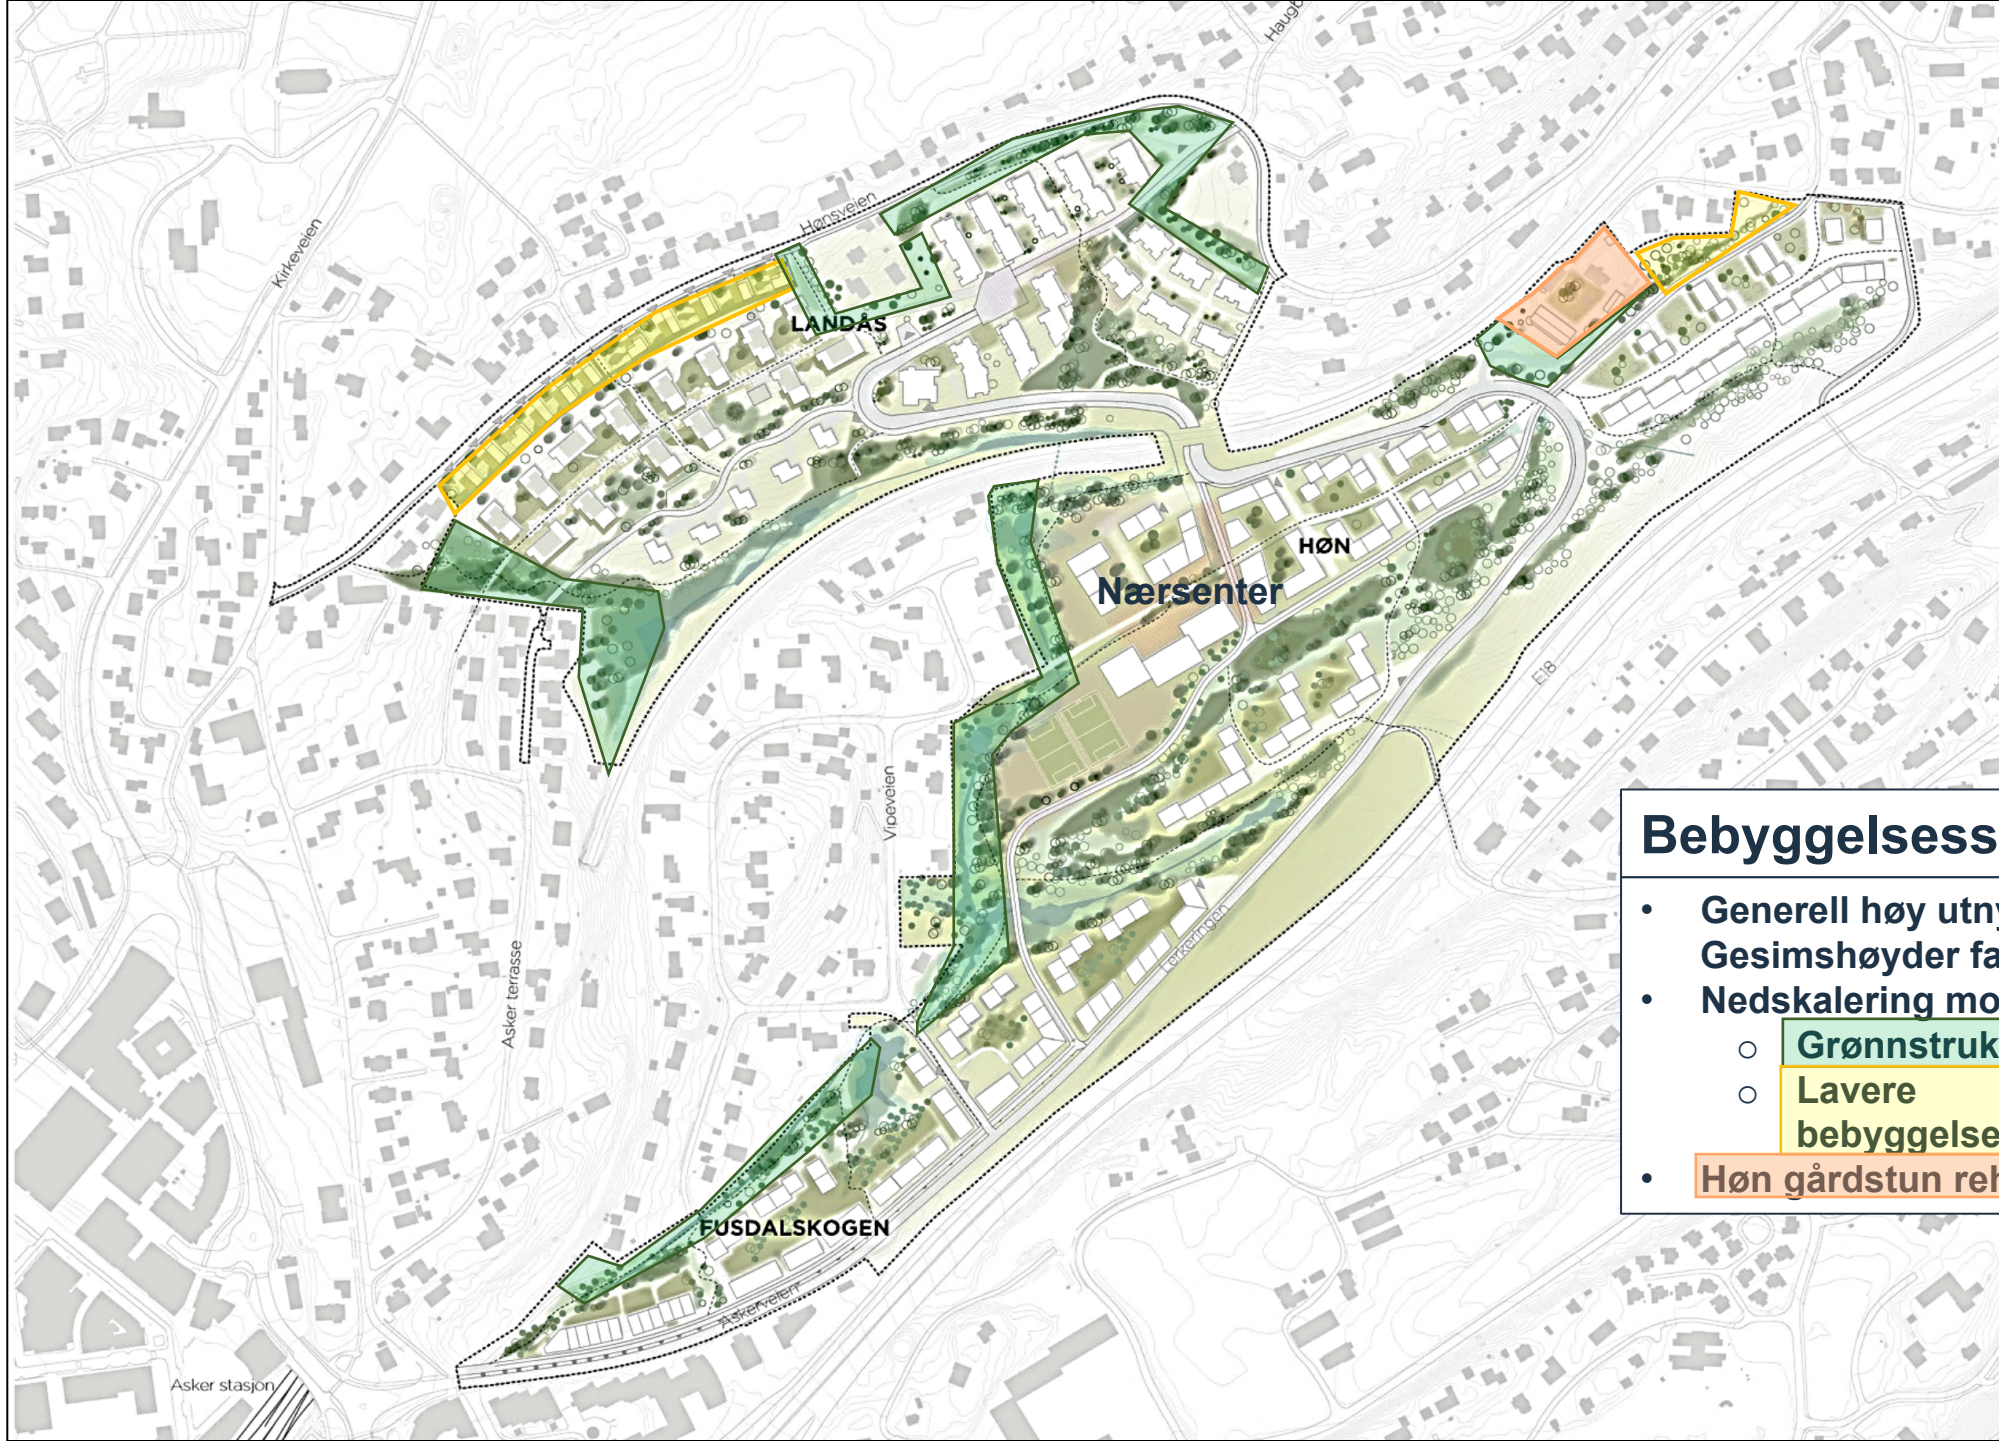 Haugb
Hønsveien
Kirkeveien
LANDÅS
HØN
Nærsenter
E18
Vipeveien
Bebyggelsess
• Generell høy utny
Gesimshøyder fa
• Nedskalering mo
○ Grønnstruk
○ Lavere
bebyggelse
• Høn gårdstun reh
Lerkeringen
Asker terrasse
FUSDALSKOGEN
Askerveien
Asker stasjon